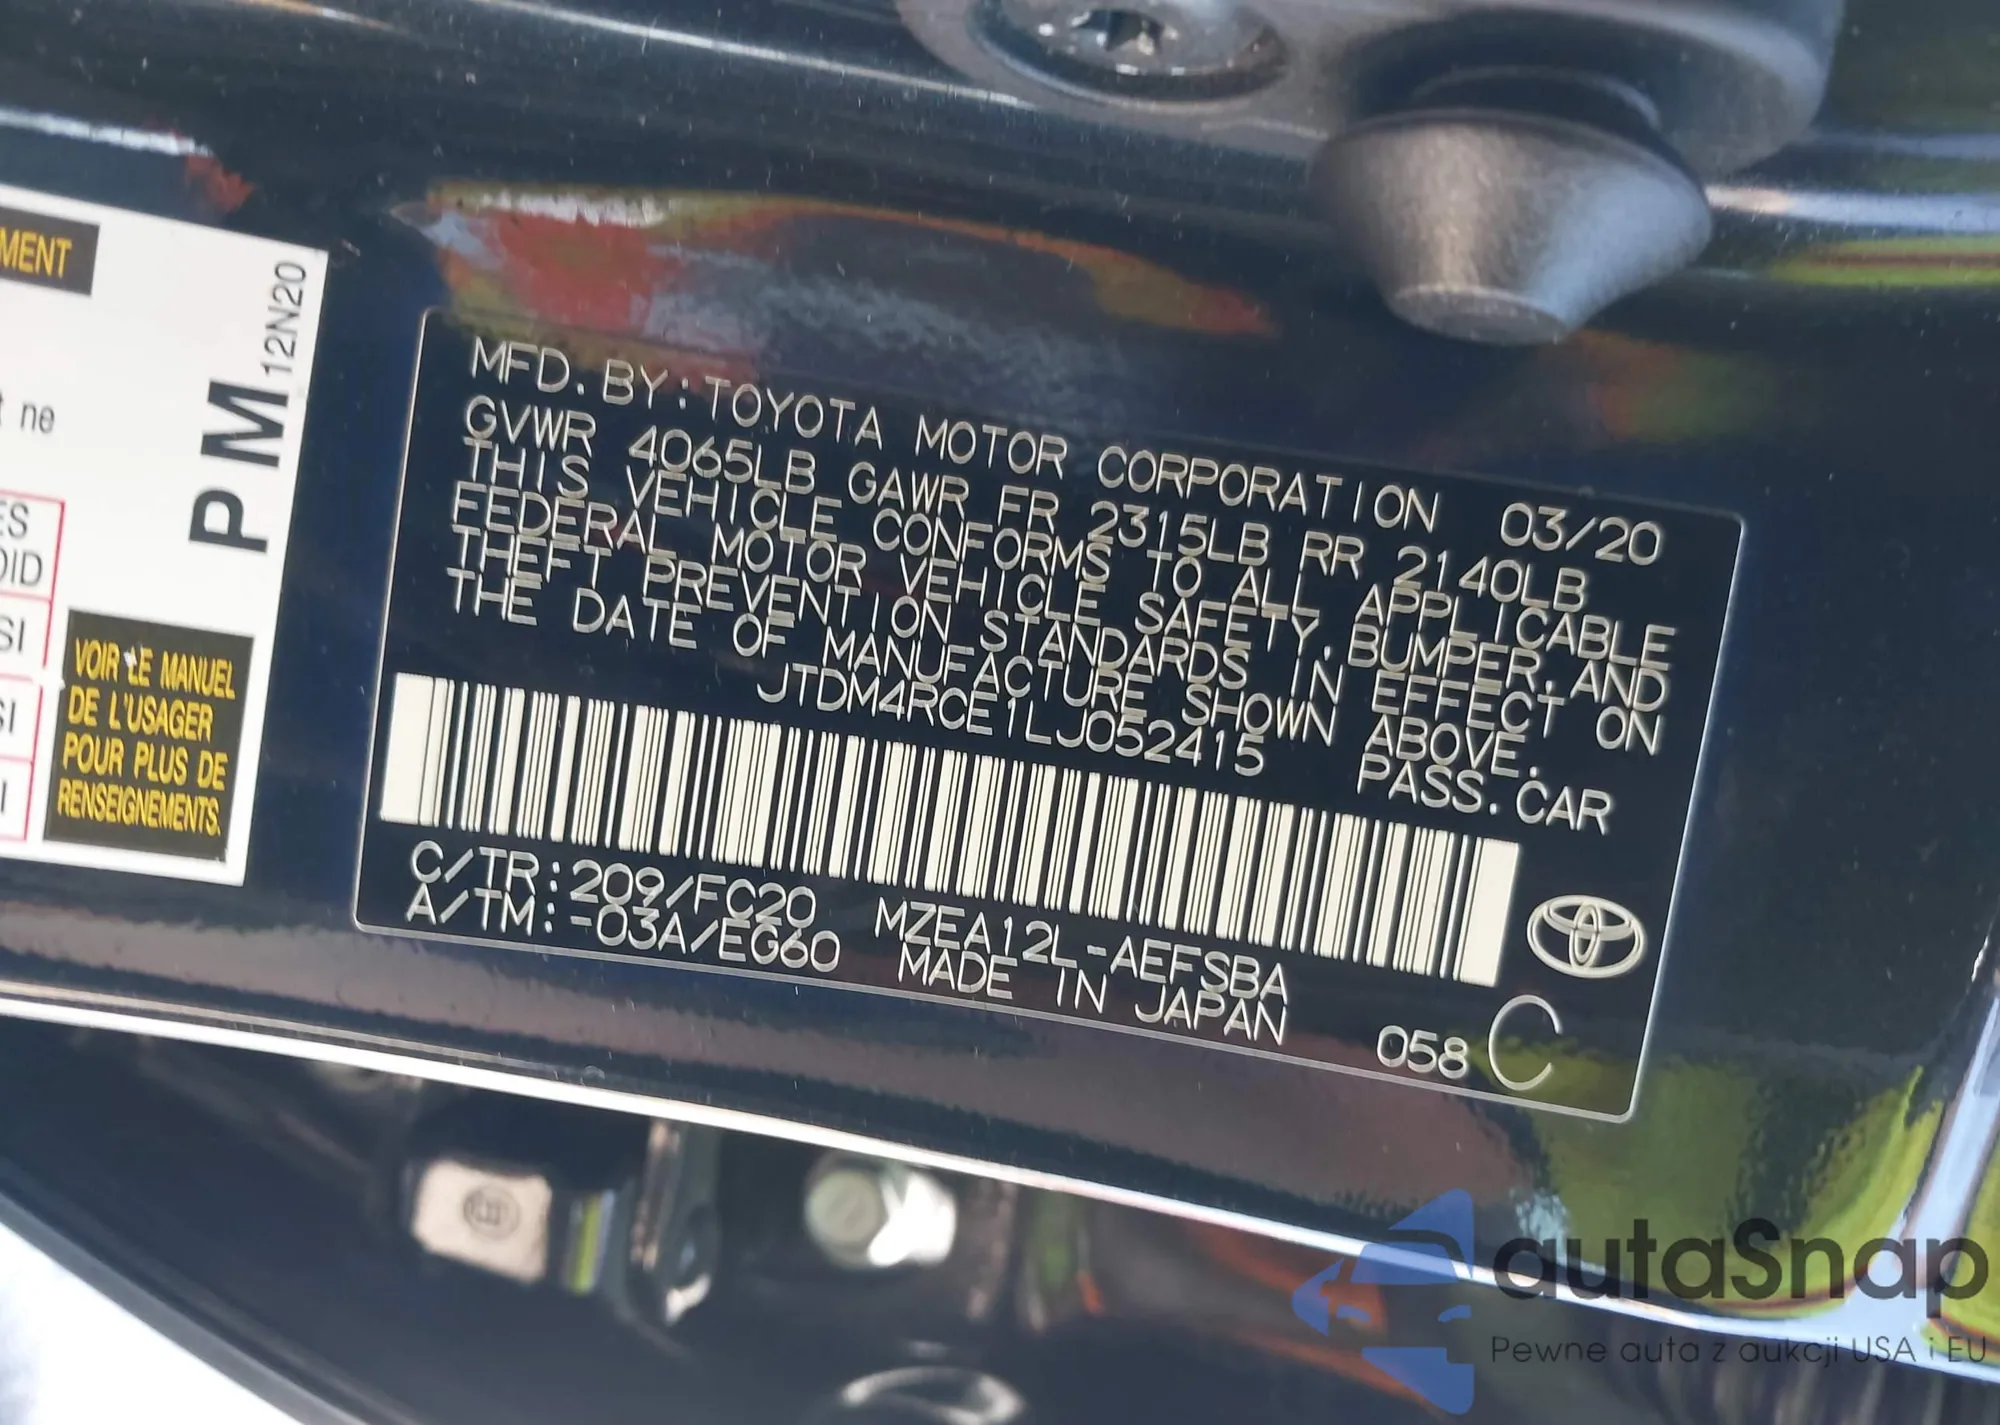 MENT
12N20
PM
t ne
ES
OID
SI
SI
I
VOIR LE MANUEL
DE L'USAGER
POUR PLUS DE
RENSEIGNEMENTS.
MFD. BY: TOYOTA MOTOR CORPORATION 03/20
GVWR 4065LB GAWR FR 2315LB RR 2140LB
THIS VEHICLE CONFORMS TO ALL APPLICABLE
FEDERAL MOTOR VEHICLE SAFETY, BUMPER, AND
THEFT PREVENTION STANDARDS IN EFFECT ON
THE DATE OF MANUFACTURE SHOWN ABOVE.
JTDM4RCE1LJ052415 PASS. CAR
C/TR:209/FC20 MZEA12L-AEFSBA
A/TM:-03A/EG60 MADE IN JAPAN
058 C
autaSnap
Pewne auta z aukcji USA i EU